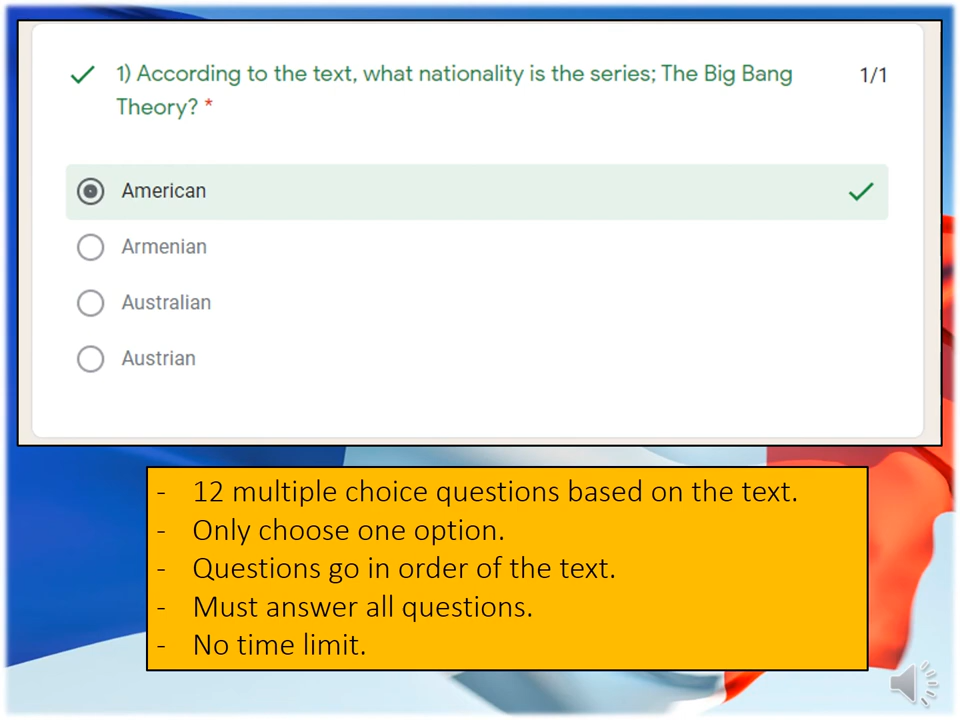 1) According to the text, what nationality is the series; The Big Bang
Theory? *
1/1
American
Armenian
Australian
Austrian
- 12 multiple choice questions based on the text.
- Only choose one option.
- Questions go in order of the text.
- Must answer all questions.
- No time limit.